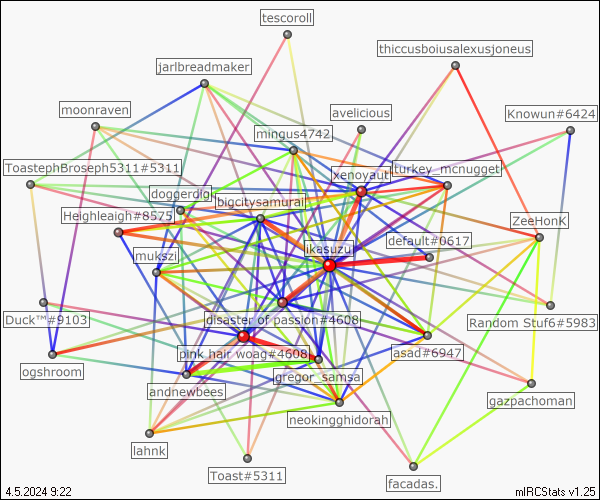 tescoroll
thiccusboiusalexusjoneus
jarlbreadmaker
moonraven
avelicious
Knowun#6424
mingus4742
ToastephBroseph5311#5311
xenoyaut
turkey_mcnugget
doggerdig
bigcitysamurai
Heighleaigh#8575
ZeeHonK
ikasuzu
default#0617
mukszi
Duck™#9103
disaster of passion#4608
Random Stuf6#5983
pink hair woag#4608
asad#6947
ogshroom
gregor_samsa
andnewbees
gazpachoman
neokingghidorah
lahnk
Toast#5311
facadas.
4.5.2024 9:22
mIRCStats v1.25